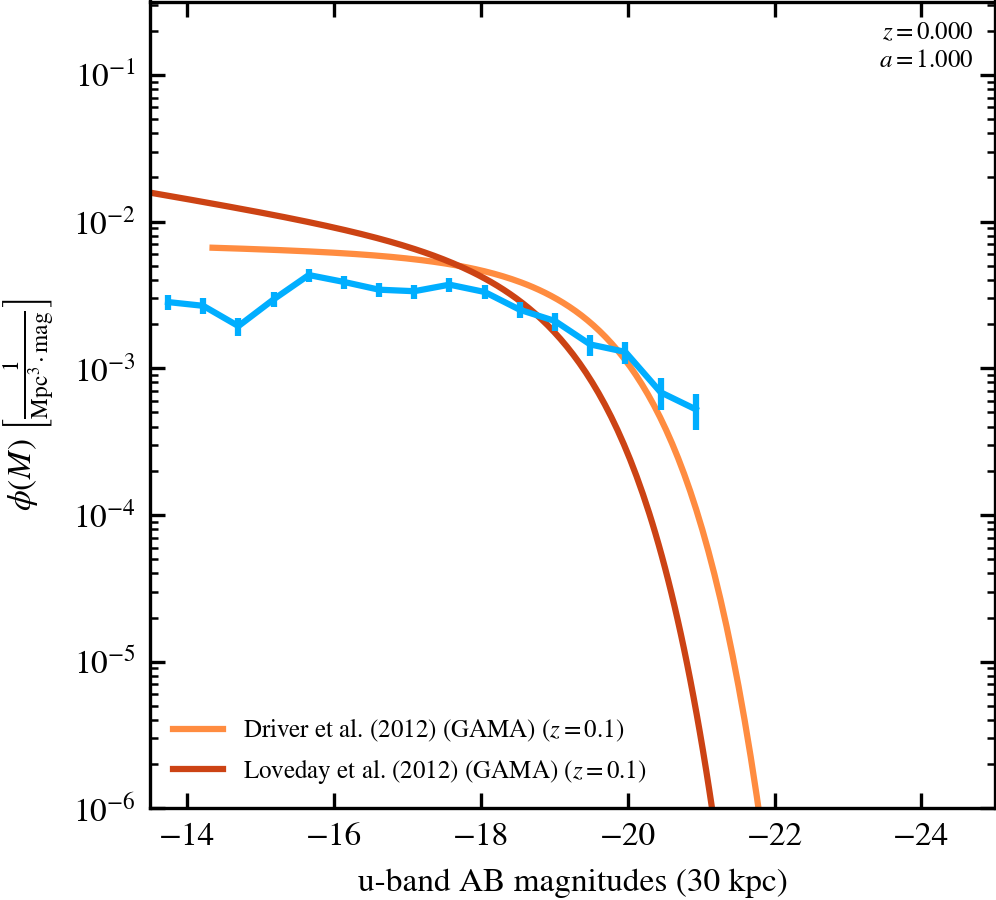 z = 0.000
a = 1.000
10⁻¹
10⁻²
10⁻³
10⁻⁴
10⁻⁵
10⁻⁶
ϕ(M) [1 / Mpc³ · mag]
Driver et al. (2012) (GAMA) (z = 0.1)
Loveday et al. (2012) (GAMA) (z = 0.1)
−14 −16 −18 −20 −22 −24
u-band AB magnitudes (30 kpc)